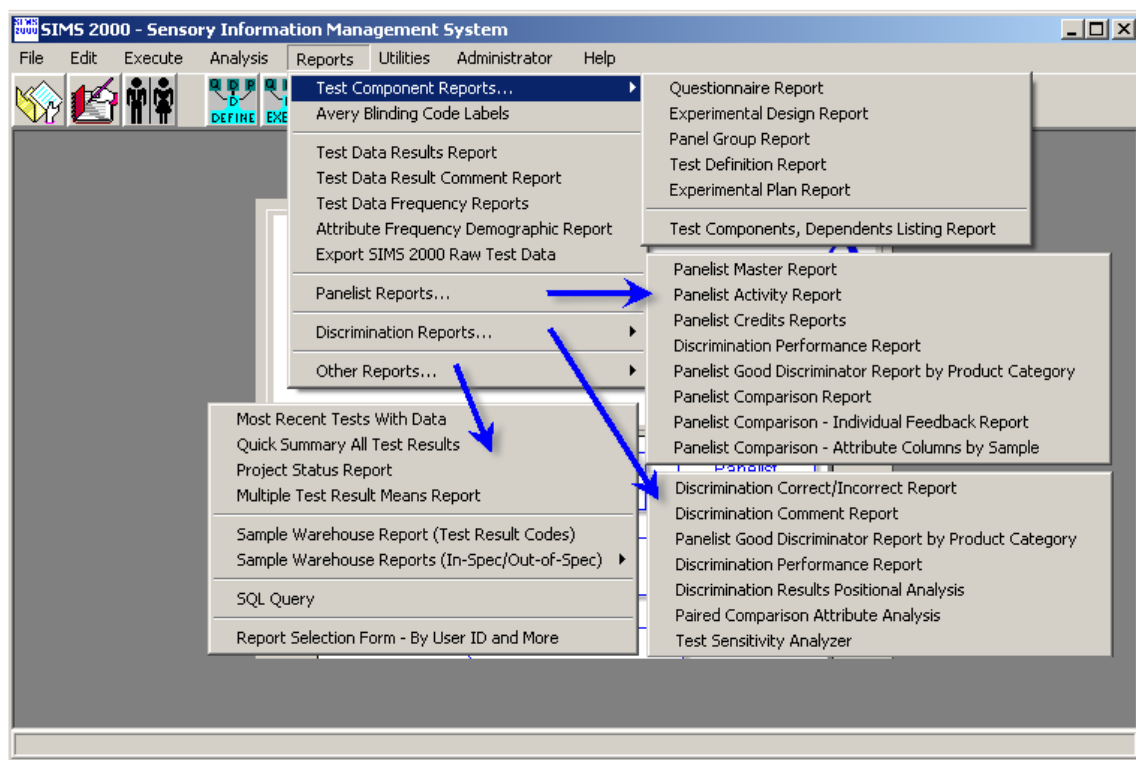 SIMS 2000
SIMS 2000 - Sensory Information Management System
File Edit Execute Analysis Reports Utilities Administrator Help
Q D P
D
DEFINE
Q
EXE
Test Component Reports...
Avery Blinding Code Labels
Test Data Results Report
Test Data Result Comment Report
Test Data Frequency Reports
Attribute Frequency Demographic Report
Export SIMS 2000 Raw Test Data
Panelist Reports...
Discrimination Reports...
Other Reports...
Questionnaire Report
Experimental Design Report
Panel Group Report
Test Definition Report
Experimental Plan Report
Test Components, Dependents Listing Report
Panelist Master Report
Panelist Activity Report
Panelist Credits Reports
Discrimination Performance Report
Panelist Good Discriminator Report by Product Category
Panelist Comparison Report
Panelist Comparison - Individual Feedback Report
Panelist Comparison - Attribute Columns by Sample
Panelist
Most Recent Tests With Data
Quick Summary All Test Results
Project Status Report
Multiple Test Result Means Report
Sample Warehouse Report (Test Result Codes)
Sample Warehouse Reports (In-Spec/Out-of-Spec)
SQL Query
Report Selection Form - By User ID and More
Discrimination Correct/Incorrect Report
Discrimination Comment Report
Panelist Good Discriminator Report by Product Category
Discrimination Performance Report
Discrimination Results Positional Analysis
Paired Comparison Attribute Analysis
Test Sensitivity Analyzer